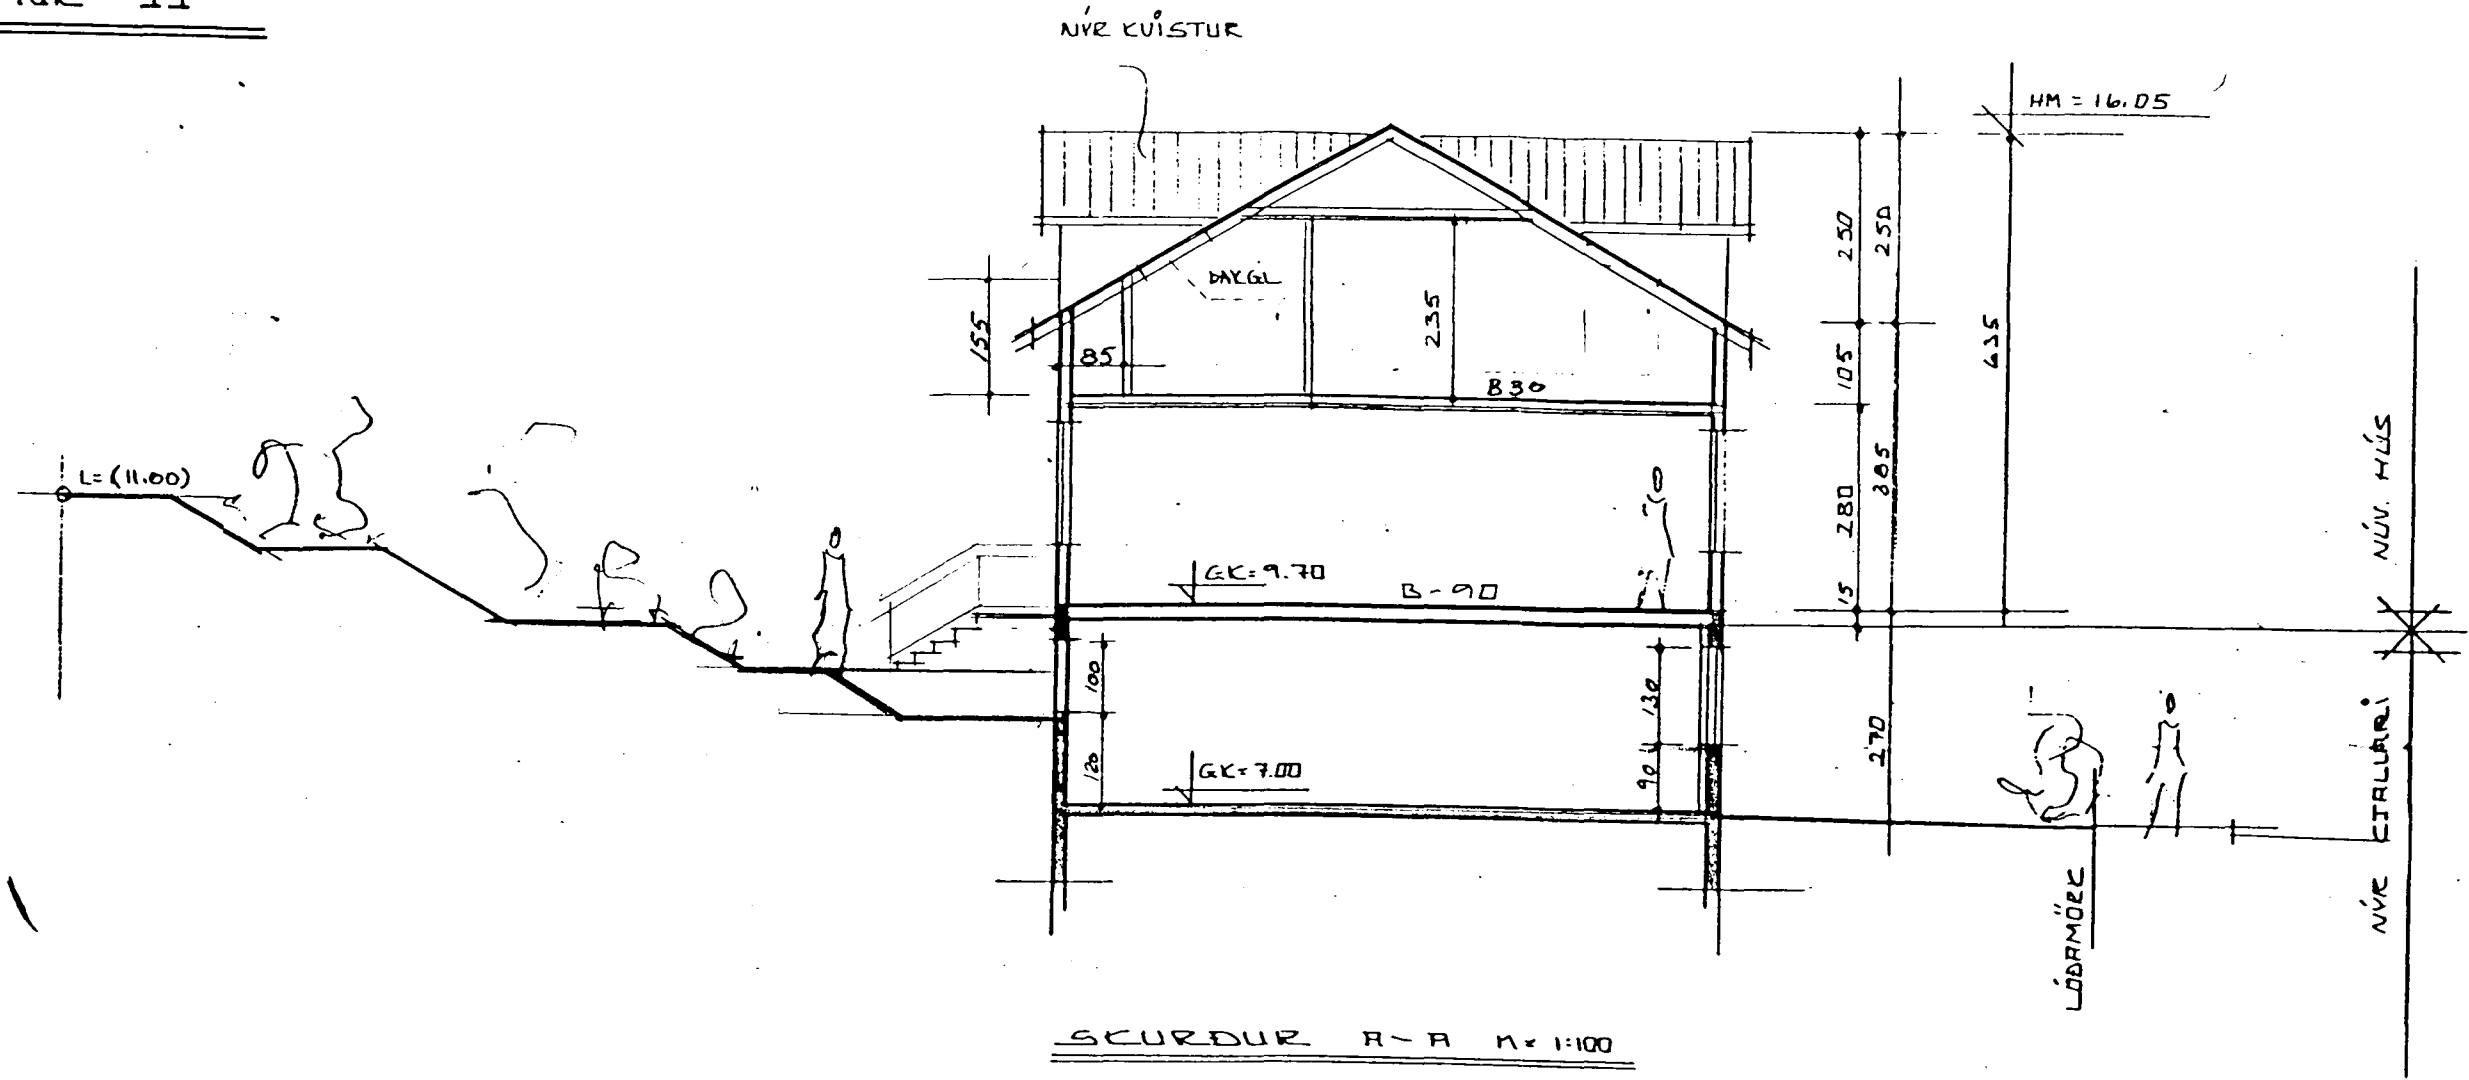 11
NÝR KVISTUR
HM = 16.05
250
250
DAKGL
155
85
235
635
105
B30
L=(11.00)
280
385
NÚV. HÚS
GK=9.70
B-90
15
100
130
270
120
90
GK=7.00
NÝR KJALLARI
LÓÐAMÖRK
SKURÐUR A-A M= 1:100